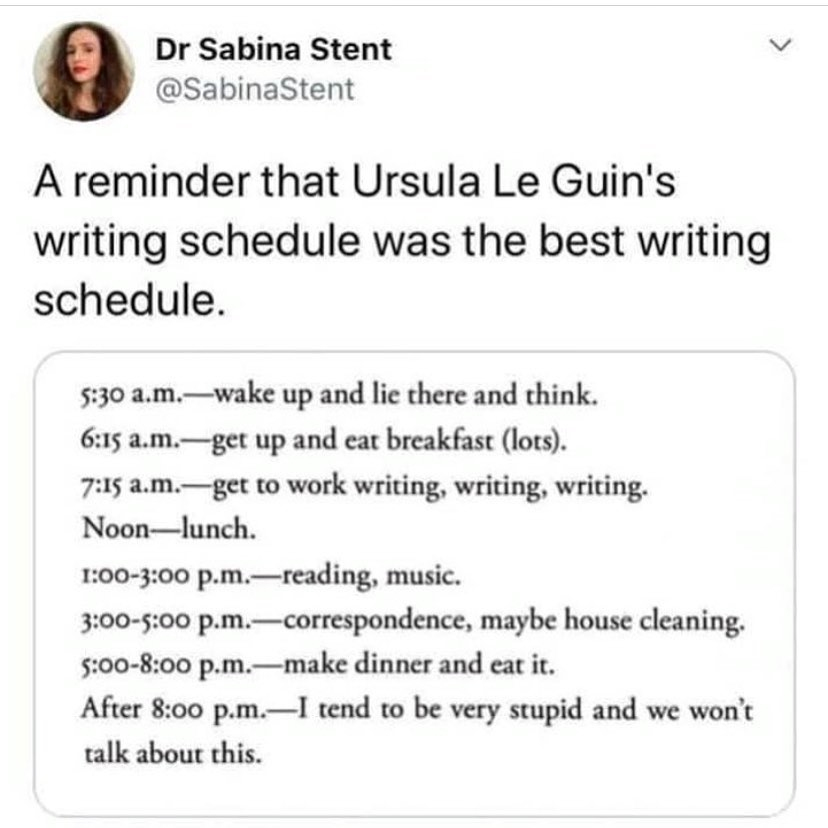 Dr Sabina Stent
@SabinaStent
A reminder that Ursula Le Guin's
writing schedule was the best writing
schedule.
5:30 a.m.—wake up and lie there and think.
6:15 a.m.—get up and eat breakfast (lots).
7:15 a.m.—get to work writing, writing, writing.
Noon—lunch.
1:00-3:00 p.m.—reading, music.
3:00-5:00 p.m.—correspondence, maybe house cleaning.
5:00-8:00 p.m.—make dinner and eat it.
After 8:00 p.m.—I tend to be very stupid and we won't
talk about this.